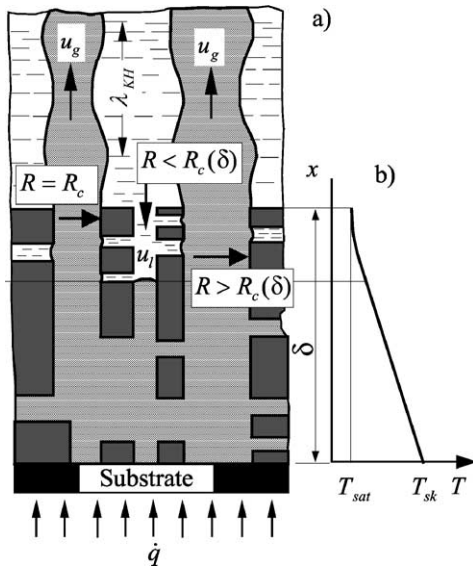 a)
u_g
u_g
λ_KH
R = R_c
R < R_c(δ)
x
b)
u_l
R > R_c(δ)
δ
Substrate
T_sat
T_sk
T
q̇